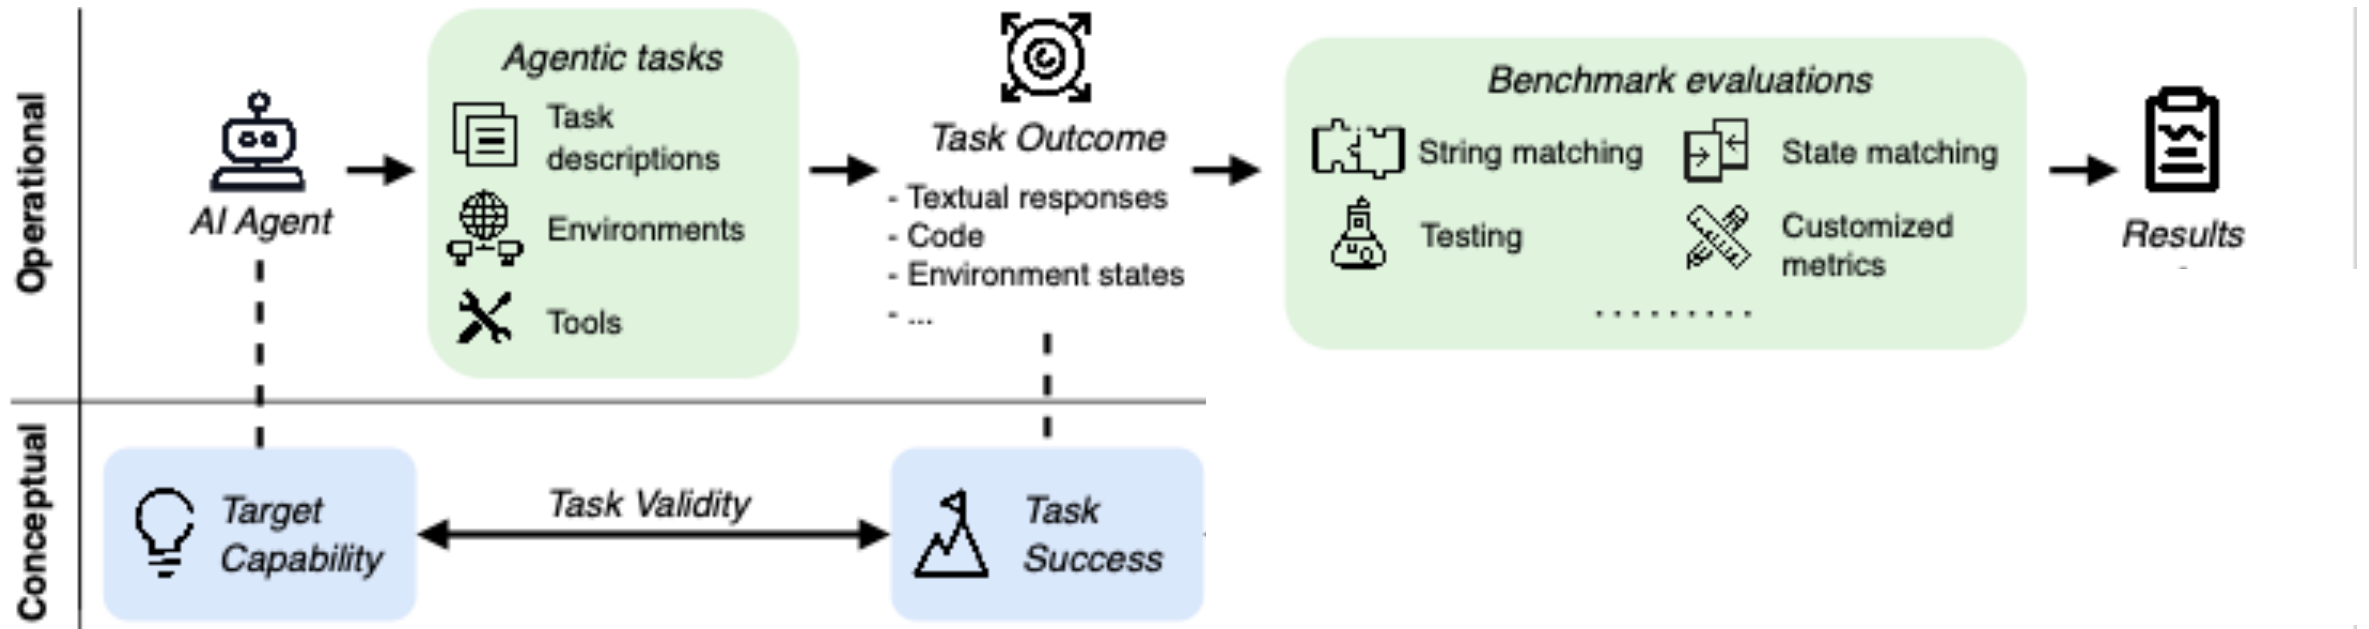 Operational
AI Agent
Agentic tasks
Task
descriptions
Environments
Tools
Task Outcome
- Textual responses
- Code
- Environment states
- ...
Benchmark evaluations
String matching
State matching
Testing
Customized
metrics
.........
Results
Conceptual
Target
Capability
Task Validity
Task
Success